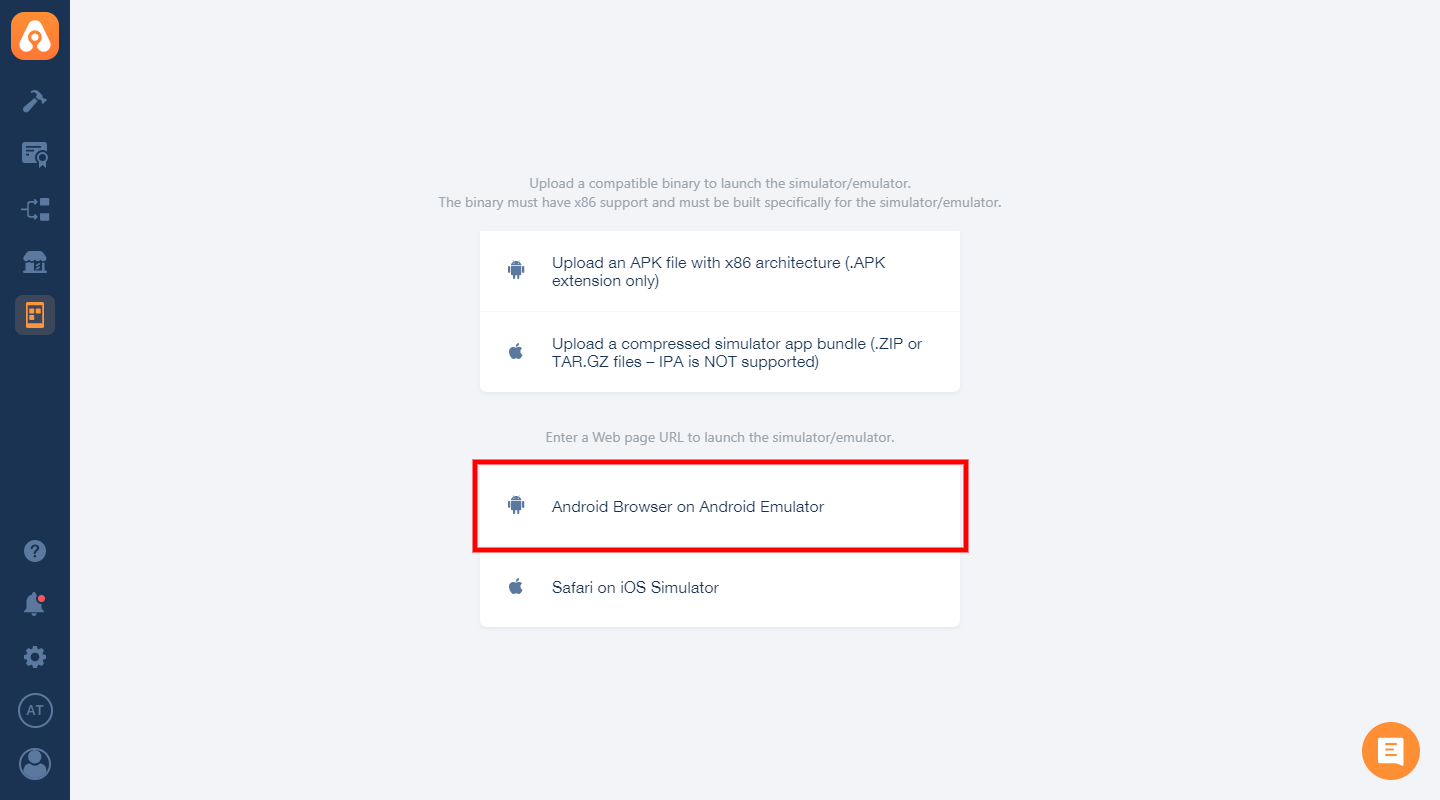 Upload a compatible binary to launch the simulator/emulator.
The binary must have x86 support and must be built specifically for the simulator/emulator.
Upload an APK file with x86 architecture (.APK
extension only)
Upload a compressed simulator app bundle (.ZIP or
TAR.GZ files – IPA is NOT supported)
Enter a Web page URL to launch the simulator/emulator.
Android Browser on Android Emulator
Safari on iOS Simulator
?
AT